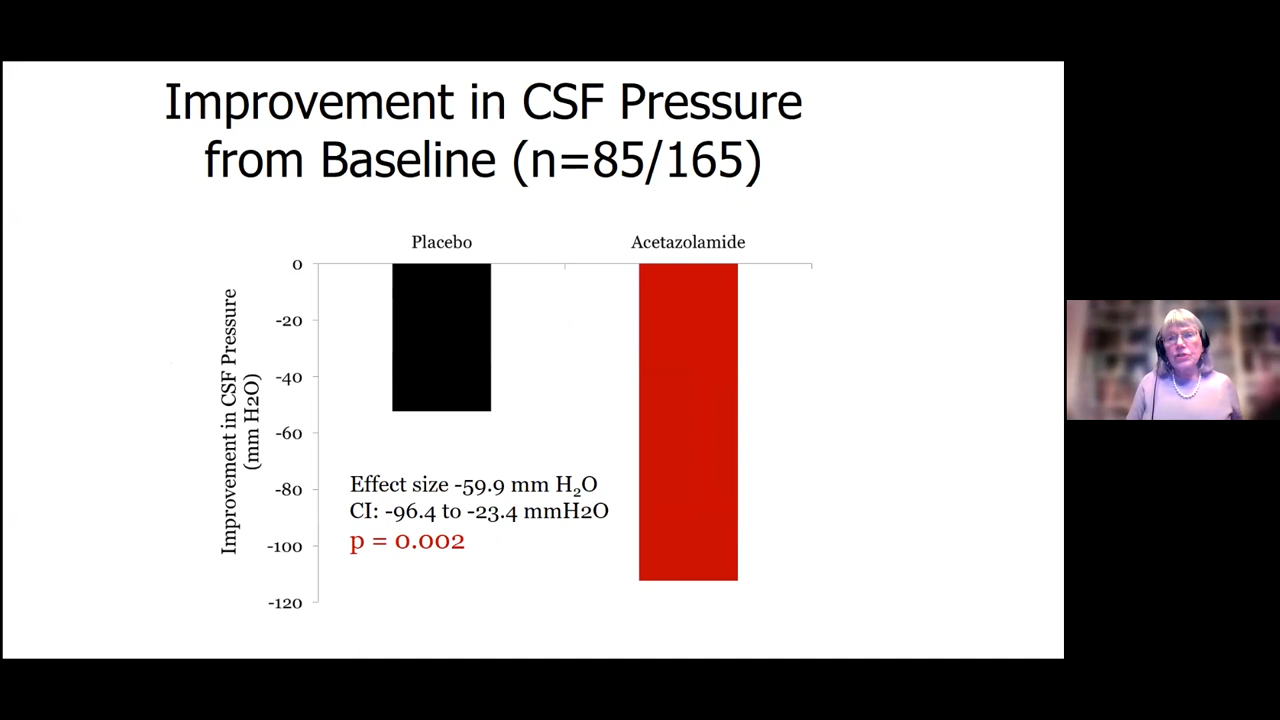 Improvement in CSF Pressure
from Baseline (n=85/165)
Placebo
Acetazolamide
0
-20
-40
-60
-80
-100
-120
Improvement in CSF Pressure
(mm H2O)
Effect size -59.9 mm H₂O
CI: -96.4 to -23.4 mmH2O
p = 0.002